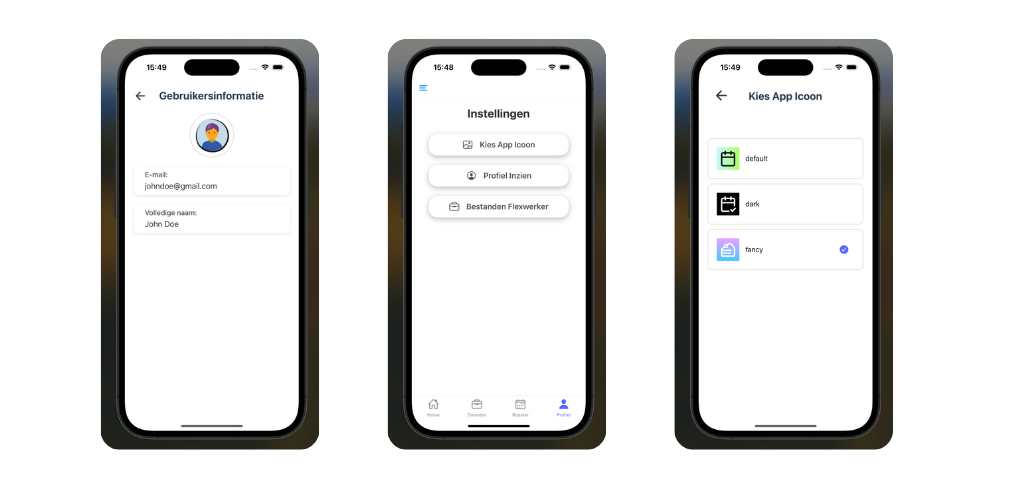 15:49
Gebruikersinformatie
E-mail:
johndoe@gmail.com
Volledige naam:
John Doe
15:48
Instellingen
Kies App Icoon
Profiel Inzien
Bestanden Flexwerker
Home
Diensten
Rooster
Profiel
15:49
Kies App Icoon
default
dark
fancy